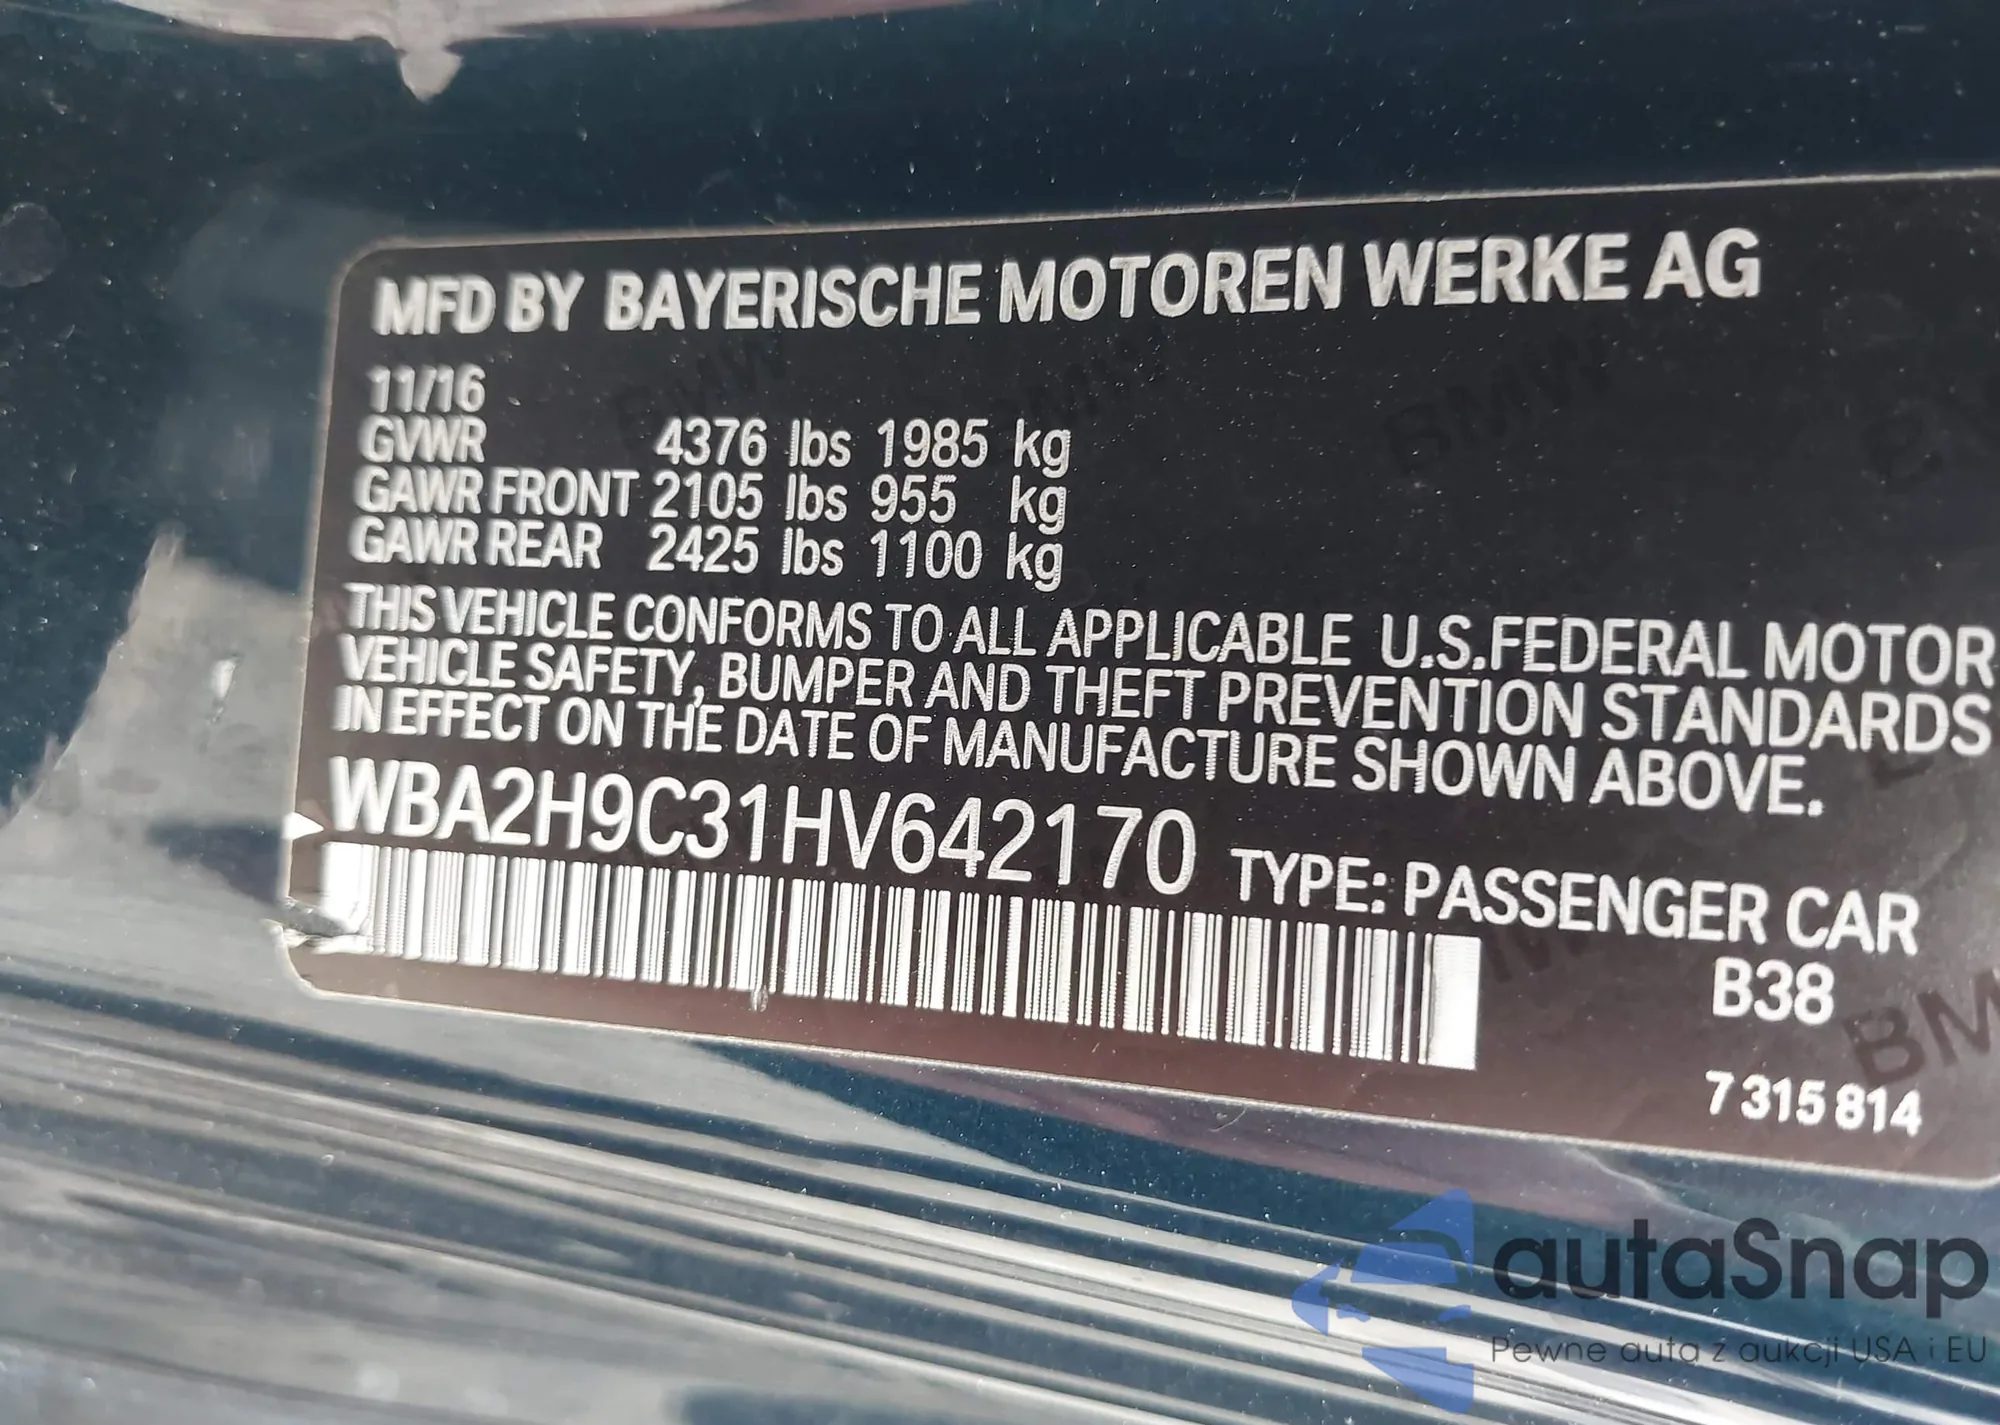 MFD BY BAYERISCHE MOTOREN WERKE AG
11/16
GVWR 4376 lbs 1985 kg
GAWR FRONT 2105 lbs 955 kg
GAWR REAR 2425 lbs 1100 kg
THIS VEHICLE CONFORMS TO ALL APPLICABLE U.S.FEDERAL MOTOR
VEHICLE SAFETY, BUMPER AND THEFT PREVENTION STANDARDS
IN EFFECT ON THE DATE OF MANUFACTURE SHOWN ABOVE.
WBA2H9C31HV642170 TYPE: PASSENGER CAR
B38
7 315 814
autaSnap
Pewne auta z aukcji USA i EU